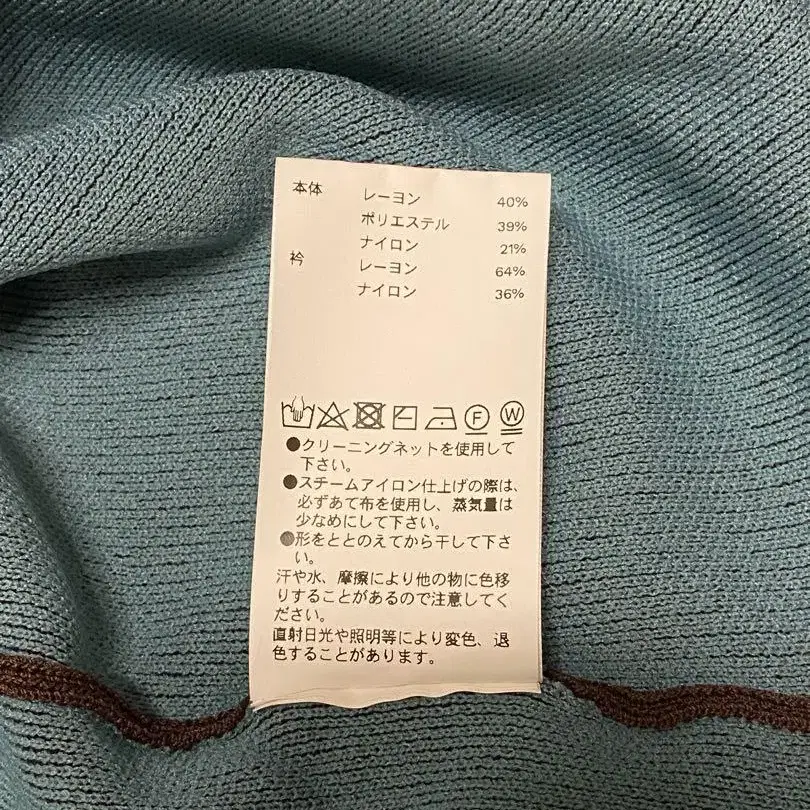 本体 レーヨン 40%
ポリエステル 39%
ナイロン 21%
衿 レーヨン 64%
ナイロン 36%
F W
●クリーニングネットを使用して
下さい。
●スチームアイロン仕上げの際は、
必ずあて布を使用し、蒸気量は
少なめにして下さい。
●形をととのえてから干して下さ
い。
汗や水、摩擦により他の物に色移
りすることがあるので注意してく
ださい。
直射日光や照明等により変色、退
色することがあります。